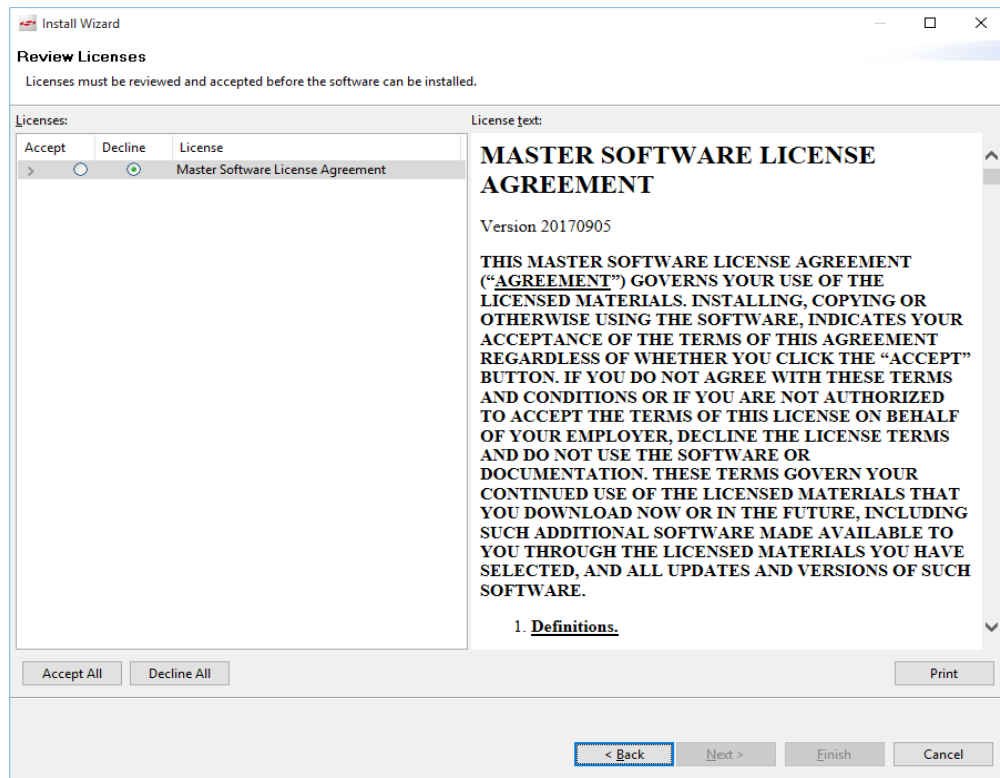 Install Wizard
Review Licenses
Licenses must be reviewed and accepted before the software can be installed.
Licenses:
License text:
Accept Decline License
Master Software License Agreement
MASTER SOFTWARE LICENSE
AGREEMENT
Version 20170905
THIS MASTER SOFTWARE LICENSE AGREEMENT
(“AGREEMENT”) GOVERNS YOUR USE OF THE
LICENSED MATERIALS. INSTALLING, COPYING OR
OTHERWISE USING THE SOFTWARE, INDICATES YOUR
ACCEPTANCE OF THE TERMS OF THIS AGREEMENT
REGARDLESS OF WHETHER YOU CLICK THE “ACCEPT”
BUTTON. IF YOU DO NOT AGREE WITH THESE TERMS
AND CONDITIONS OR IF YOU ARE NOT AUTHORIZED
TO ACCEPT THE TERMS OF THIS LICENSE ON BEHALF
OF YOUR EMPLOYER, DECLINE THE LICENSE TERMS
AND DO NOT USE THE SOFTWARE OR
DOCUMENTATION. THESE TERMS GOVERN YOUR
CONTINUED USE OF THE LICENSED MATERIALS THAT
YOU DOWNLOAD NOW OR IN THE FUTURE, INCLUDING
SUCH ADDITIONAL SOFTWARE MADE AVAILABLE TO
YOU THROUGH THE LICENSED MATERIALS YOU HAVE
SELECTED, AND ALL UPDATES AND VERSIONS OF SUCH
SOFTWARE.
1. Definitions.
Accept All
Decline All
Print
< Back
Next >
Finish
Cancel